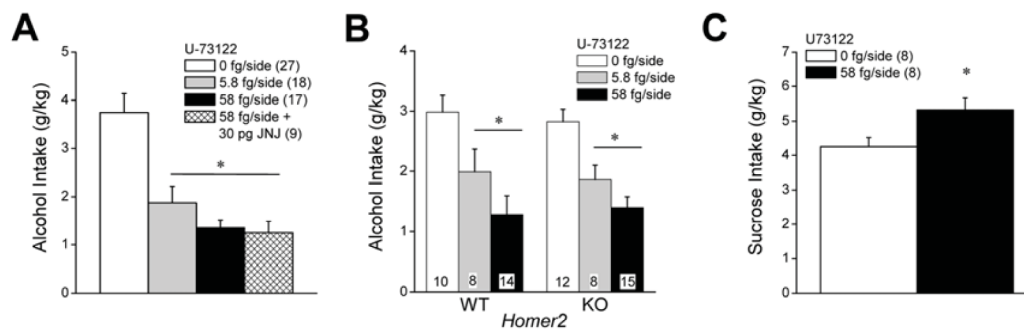 A
U-73122
0 fg/side (27)
5.8 fg/side (18)
58 fg/side (17)
58 fg/side +
30 pg JNJ (9)
Alcohol Intake (g/kg)
5
4
3
2
1
0
*
B
U-73122
0 fg/side
5.8 fg/side
58 fg/side
Alcohol Intake (g/kg)
4
3
2
1
0
*
*
10 8 14 12 8 15
WT KO
Homer2
C
U73122
0 fg/side (8)
58 fg/side (8)
Sucrose Intake (g/kg)
7
6
5
4
3
2
1
0
*